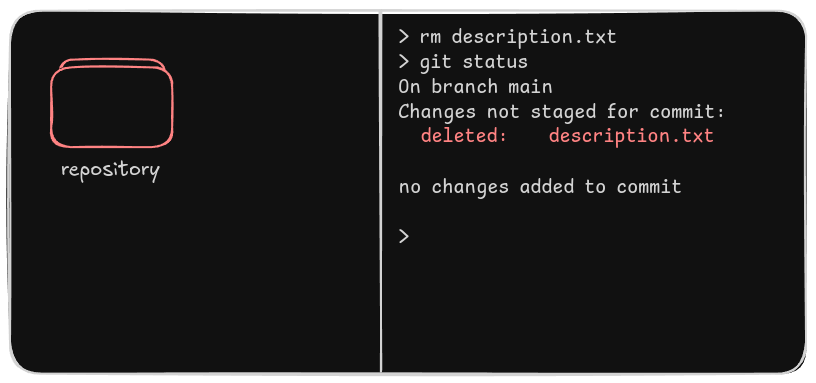 repository
> rm description.txt
> git status
On branch main
Changes not staged for commit:
  deleted:    description.txt
no changes added to commit
>